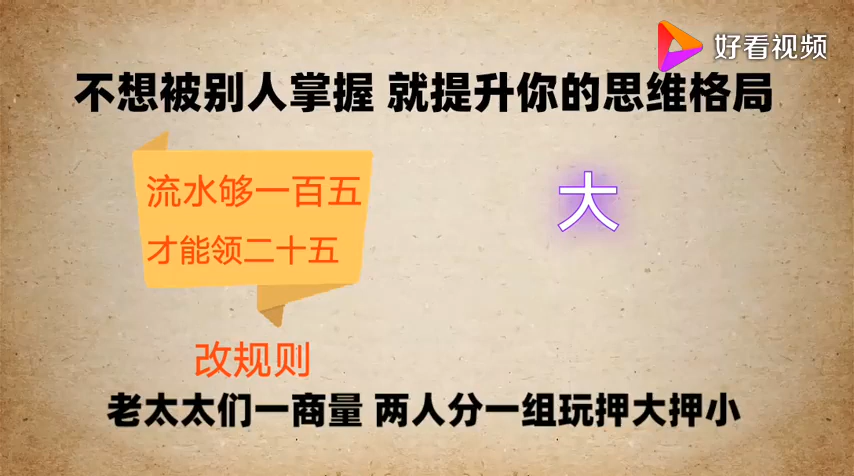 好看视频
不想被别人掌握 就提升你的思维格局
流水够一百五
才能领二十五
大
改规则
老太太们一商量 两人分一组玩押大押小